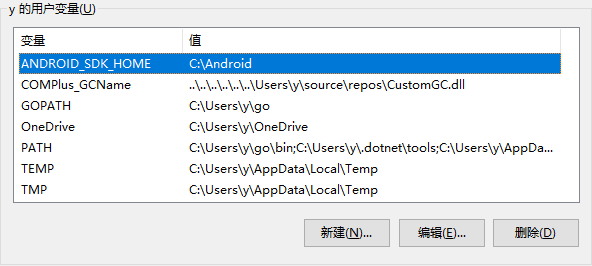 y 的用户变量(U)
变量 值
ANDROID_SDK_HOME C:\Android
COMPlus_GCName ..\..\..\..\..\..\Users\y\source\repos\CustomGC.dll
GOPATH C:\Users\y\go
OneDrive C:\Users\y\OneDrive
PATH C:\Users\y\go\bin;C:\Users\y\.dotnet\tools;C:\Users\y\AppDa...
TEMP C:\Users\y\AppData\Local\Temp
TMP C:\Users\y\AppData\Local\Temp
新建(N)... 编辑(E)... 删除(D)